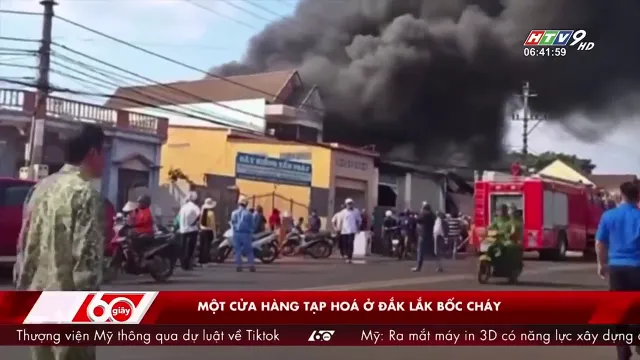 HTV9 HD
06:41:59
60 giây
MỘT CỬA HÀNG TẠP HOÁ Ở ĐẮK LẮK BỐC CHÁY
Thượng viện Mỹ thông qua dự luật về Tiktok 60 Mỹ: Ra mắt máy in 3D có năng lực xây dựng